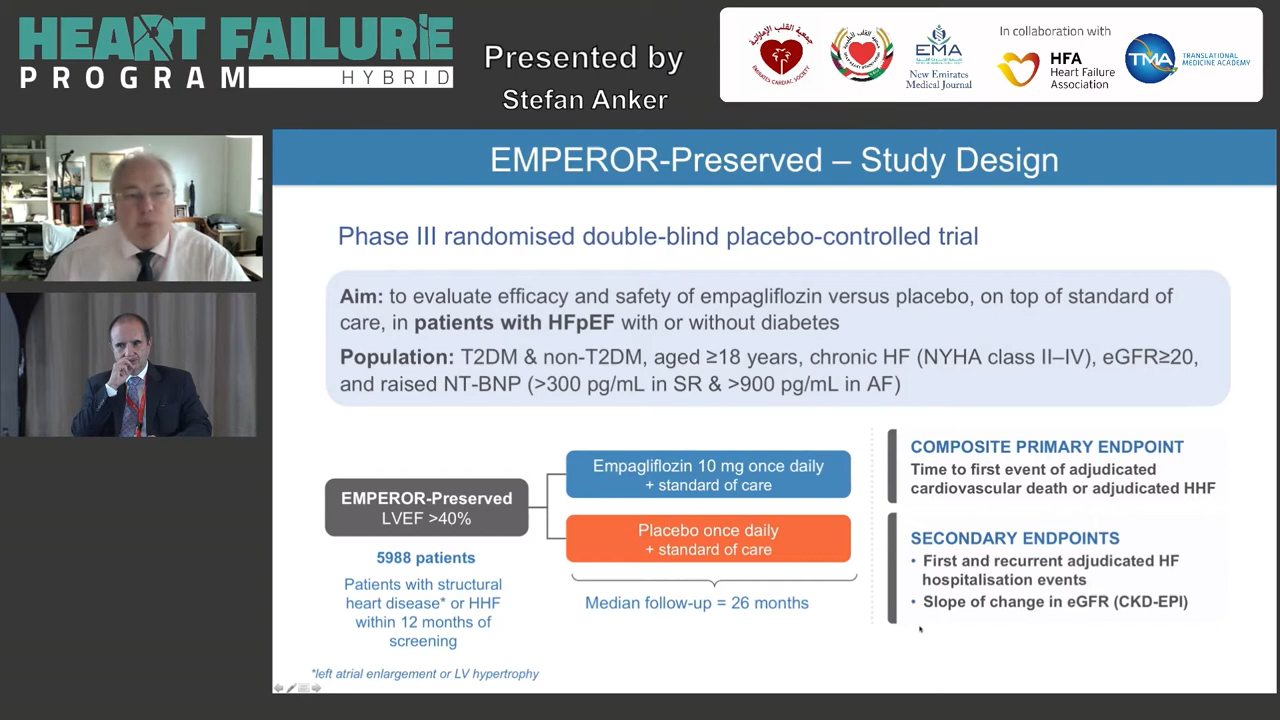 HEART FAILURE
PROGRAM HYBRID
Presented by
Stefan Anker
EMIRATES CARDIAC SOCIETY
EMA
New Emirates
Medical Journal
In collaboration with
HFA
Heart Failure
Association
TMA
TRANSLATIONAL
MEDICINE ACADEMY
EMPEROR-Preserved – Study Design
Phase III randomised double-blind placebo-controlled trial
Aim: to evaluate efficacy and safety of empagliflozin versus placebo, on top of standard of
care, in patients with HFpEF with or without diabetes
Population: T2DM & non-T2DM, aged ≥18 years, chronic HF (NYHA class II–IV), eGFR≥20,
and raised NT-BNP (>300 pg/mL in SR & >900 pg/mL in AF)
EMPEROR-Preserved
LVEF >40%
5988 patients
Patients with structural
heart disease* or HHF
within 12 months of
screening
*left atrial enlargement or LV hypertrophy
Empagliflozin 10 mg once daily
+ standard of care
Placebo once daily
+ standard of care
Median follow-up = 26 months
COMPOSITE PRIMARY ENDPOINT
Time to first event of adjudicated
cardiovascular death or adjudicated HHF
SECONDARY ENDPOINTS
• First and recurrent adjudicated HF
hospitalisation events
• Slope of change in eGFR (CKD-EPI)